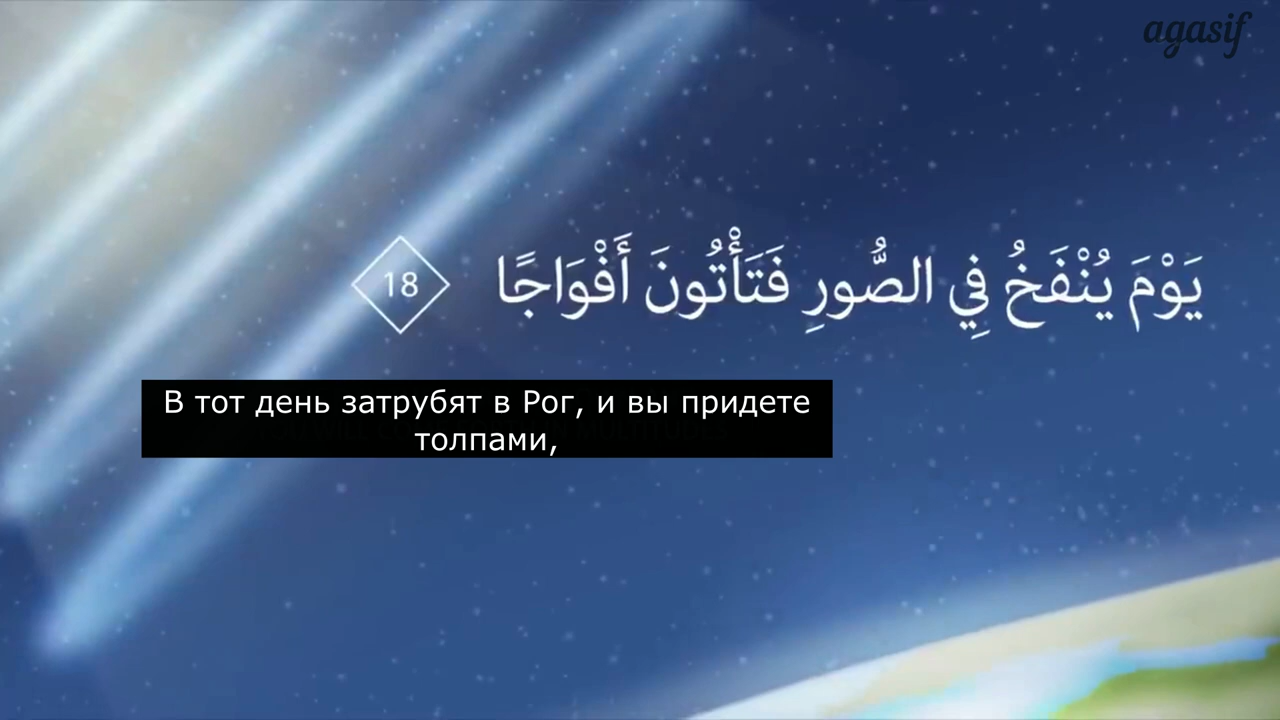 agasif
يَوْمَ يُنْفَخُ فِي الصُّورِ فَتَأْتُونَ أَفْوَاجًا 18
В тот день затрубят в Рог, и вы придете
толпами,